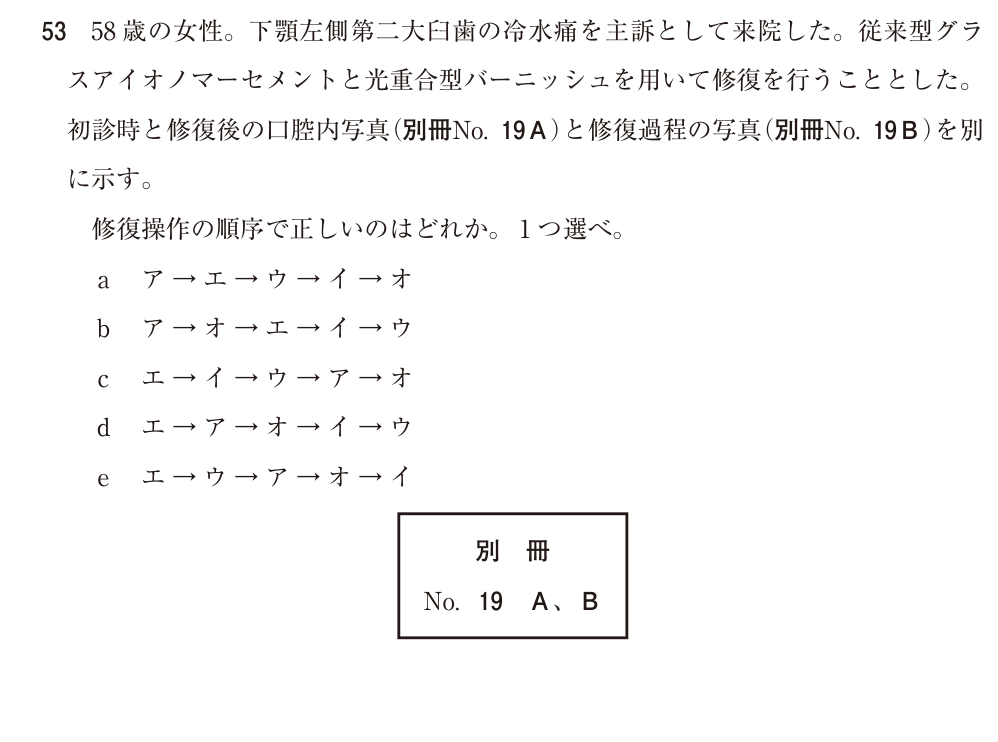 53 58歳の女性。下顎左側第二大臼歯の冷水痛を主訴として来院した。従来型グラ
スアイオノマーセメントと光重合型バーニッシュを用いて修復を行うこととした。
初診時と修復後の口腔内写真(別冊No. 19A)と修復過程の写真(別冊No. 19B)を別
に示す。
修復操作の順序で正しいのはどれか。1つ選べ。
a ア→エ→ウ→イ→オ
b ア→オ→エ→イ→ウ
c エ→イ→ウ→ア→オ
d エ→ア→オ→イ→ウ
e エ→ウ→ア→オ→イ
別 冊
No. 19 A、B